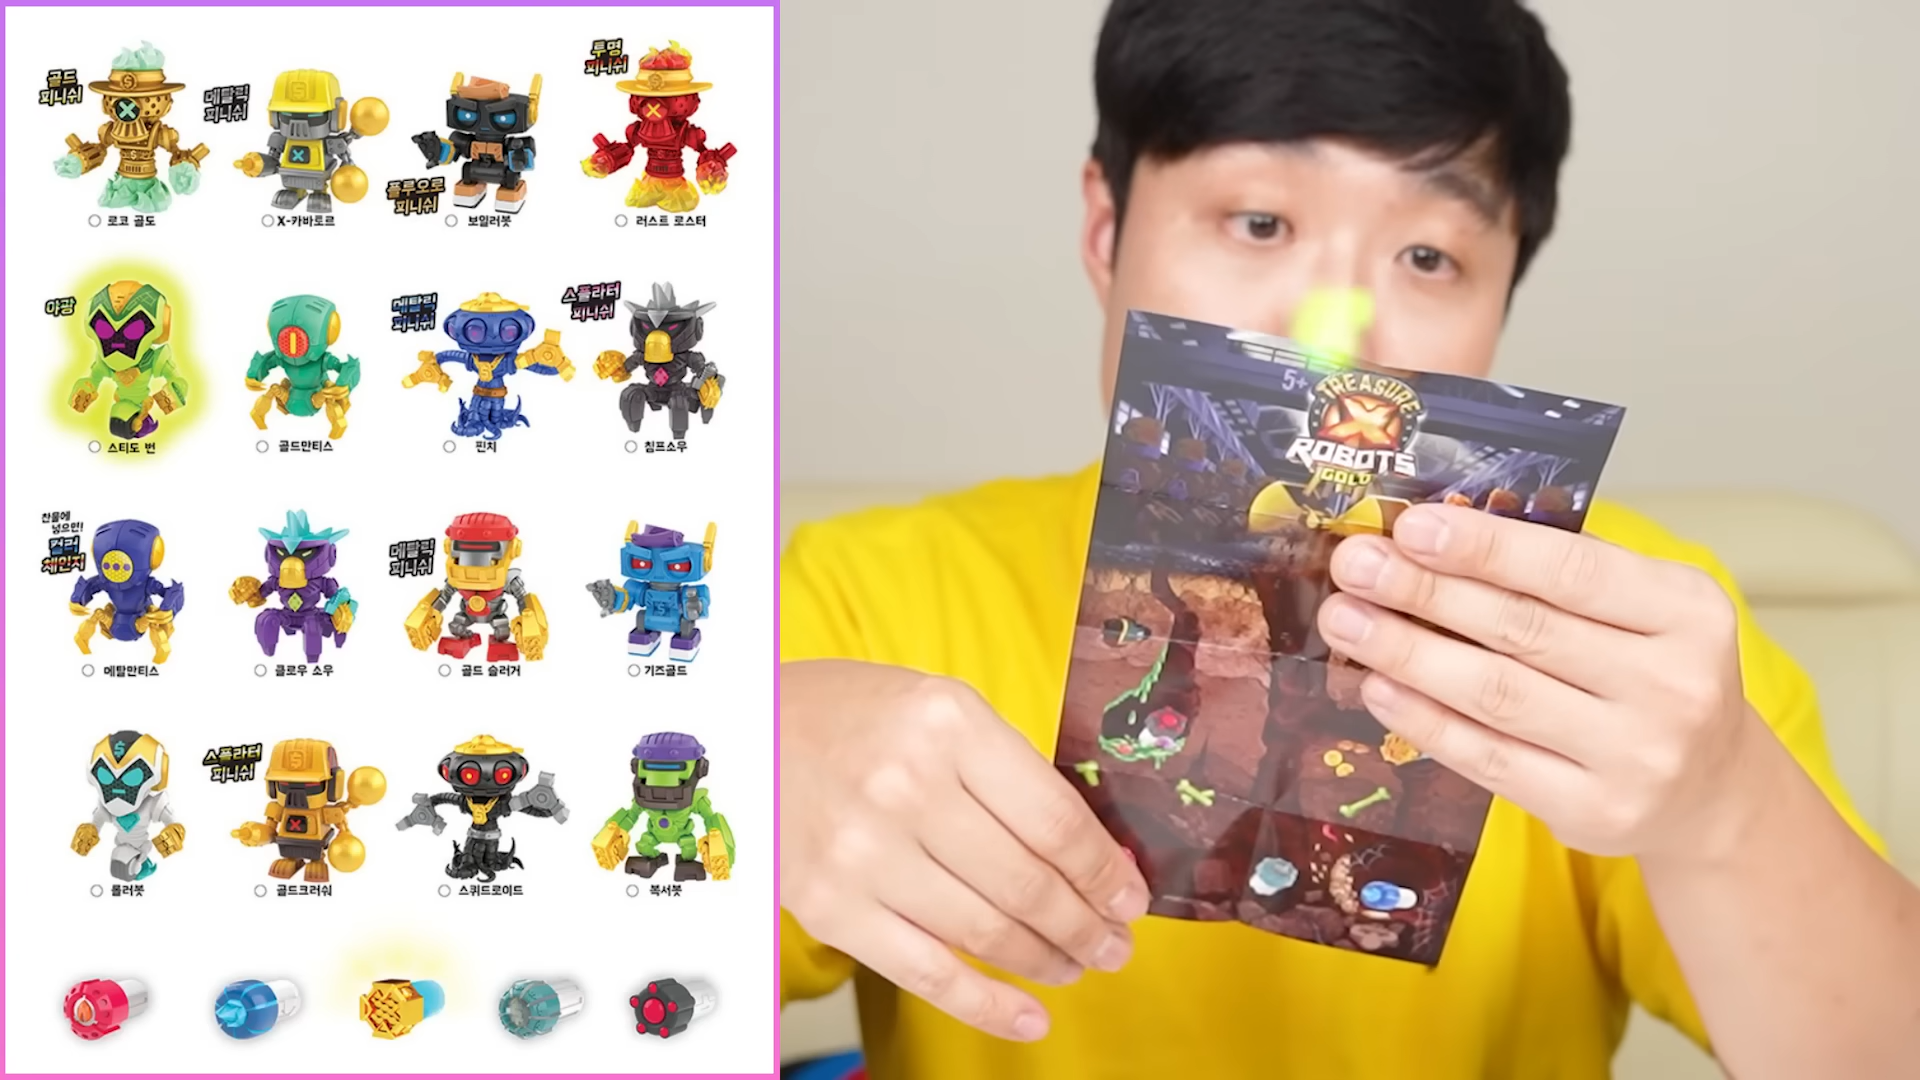 골드
피니쉬
메탈릭
피니쉬
플루오로
피니쉬
투명
피니쉬
로코 골도
X-카바토르
보일러봇
러스트 로스터
야광
메탈릭
피니쉬
스플라터
피니쉬
스티도 번
골드만티스
핀치
침프소우
찬물에
넣으면!
컬러
체인지
메탈릭
피니쉬
메탈만티스
클로우 소우
골드 슬러거
기즈골드
스플라터
피니쉬
롤러봇
골드크러쉬
스퀴드로이드
복서봇
5+
TREASURE
X
ROBOTS
GOLD